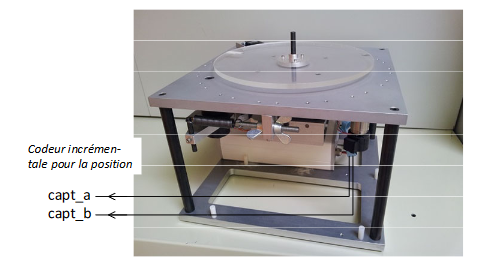 Codeur incrémen-
tale pour la position
capt_a
capt_b